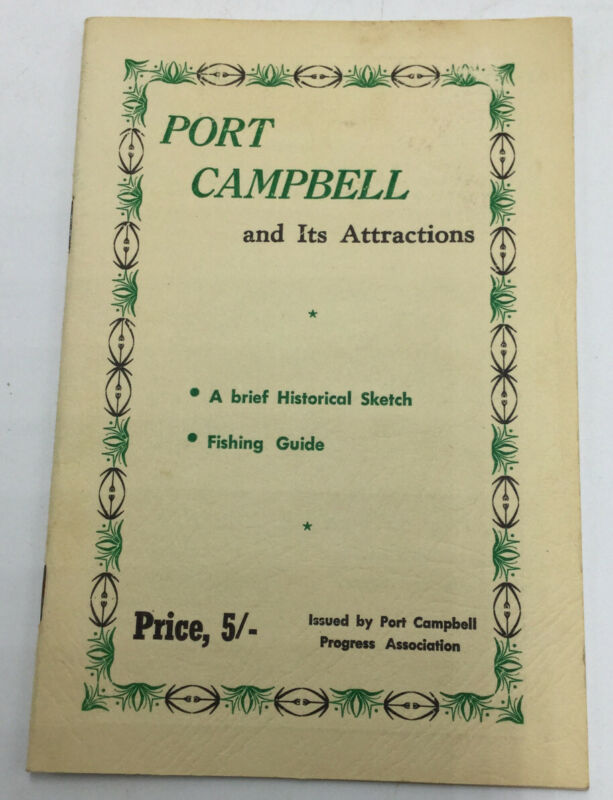 PORT
CAMPBELL
and Its Attractions
• A brief Historical Sketch
• Fishing Guide
Price, 5/-
Issued by Port Campbell
Progress Association